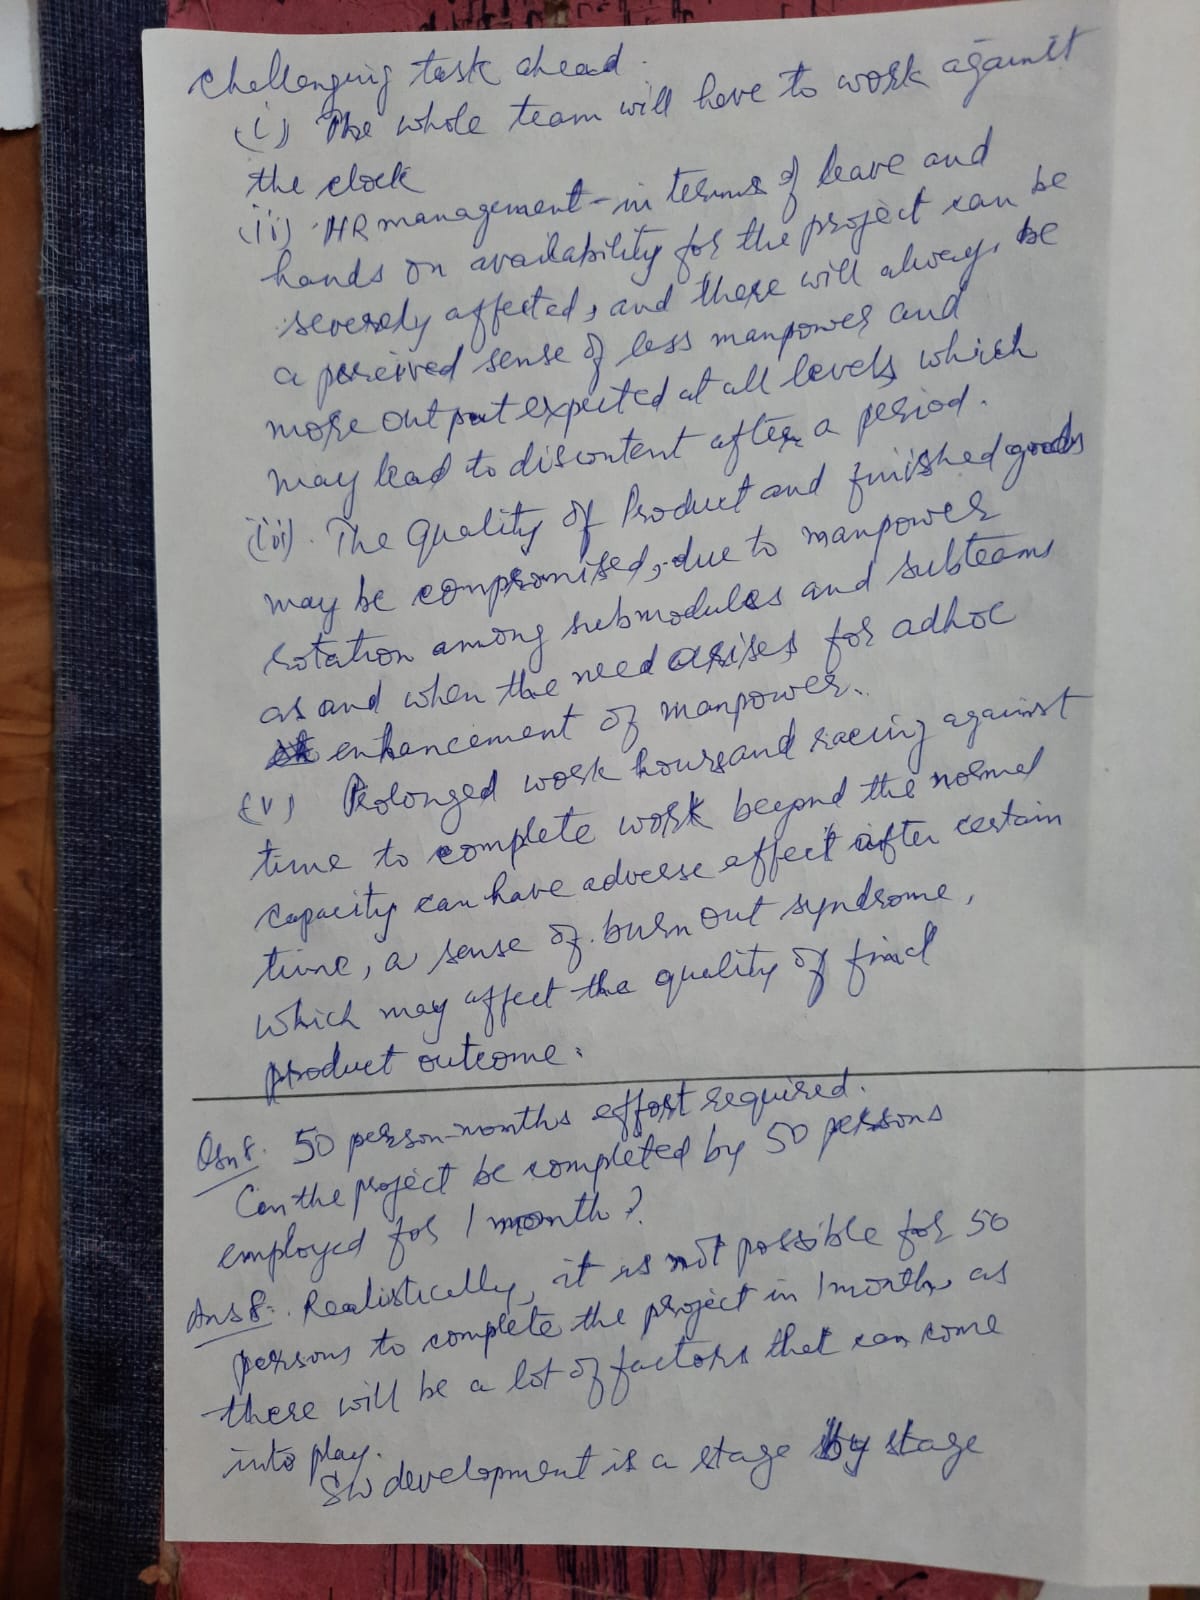 challenging task ahead.
(i) The whole team will have to work against
the clock
(ii) HR management - in terms of leave and
hands on availability for the project can be
severely affected, and there will always be
a perceived sense of less manpower and
more output expected at all levels which
may lead to discontent after a period.
(iii). The Quality of Product and finished goods
may be compromised, due to manpower
rotation among submodules and subteams
as and when the need arises for adhoc
enhancement of manpower.
(v) Prolonged work hours and racing against
time to complete work beyond the normal
capacity can have adverse effect after certain
time, a sense of burn out syndrome,
which may affect the quality of final
product outcome.
Qsn 8. 50 person-months effort required.
Can the project be completed by 50 persons
employed for 1 month?
Ans 8:. Realistically, it is not possible for 50
persons to complete the project in 1 month, as
there will be a lot of factors that can come
into play.
SW development is a stage by stage